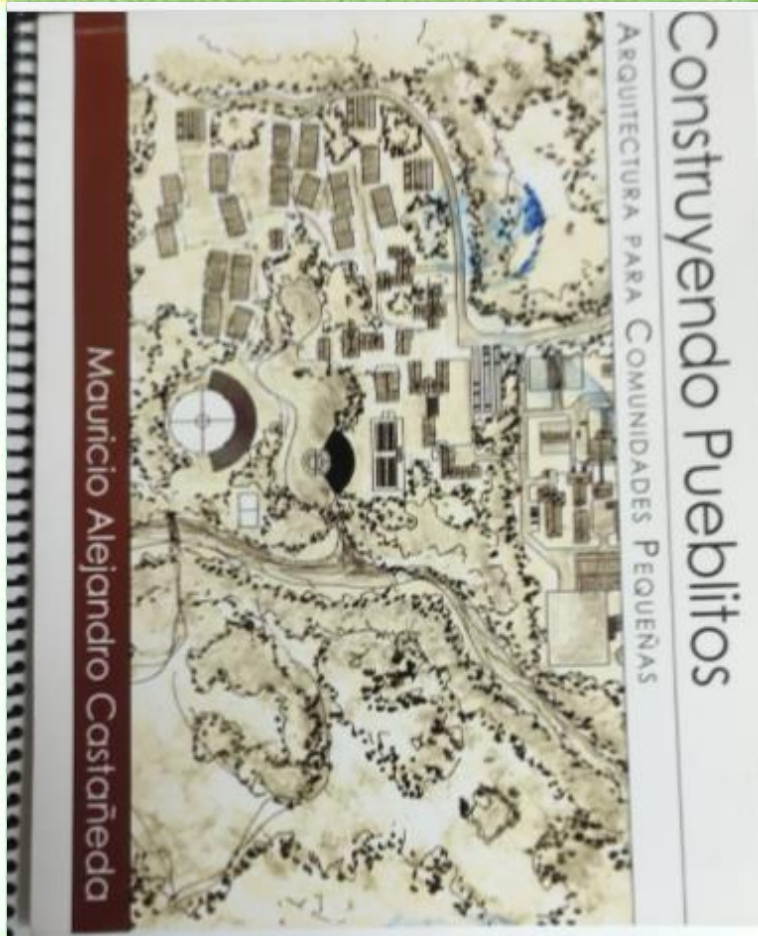 Construyendo Pueblitos
ARQUITECTURA PARA COMUNIDADES PEQUEÑAS
Mauricio Alejandro Castañeda